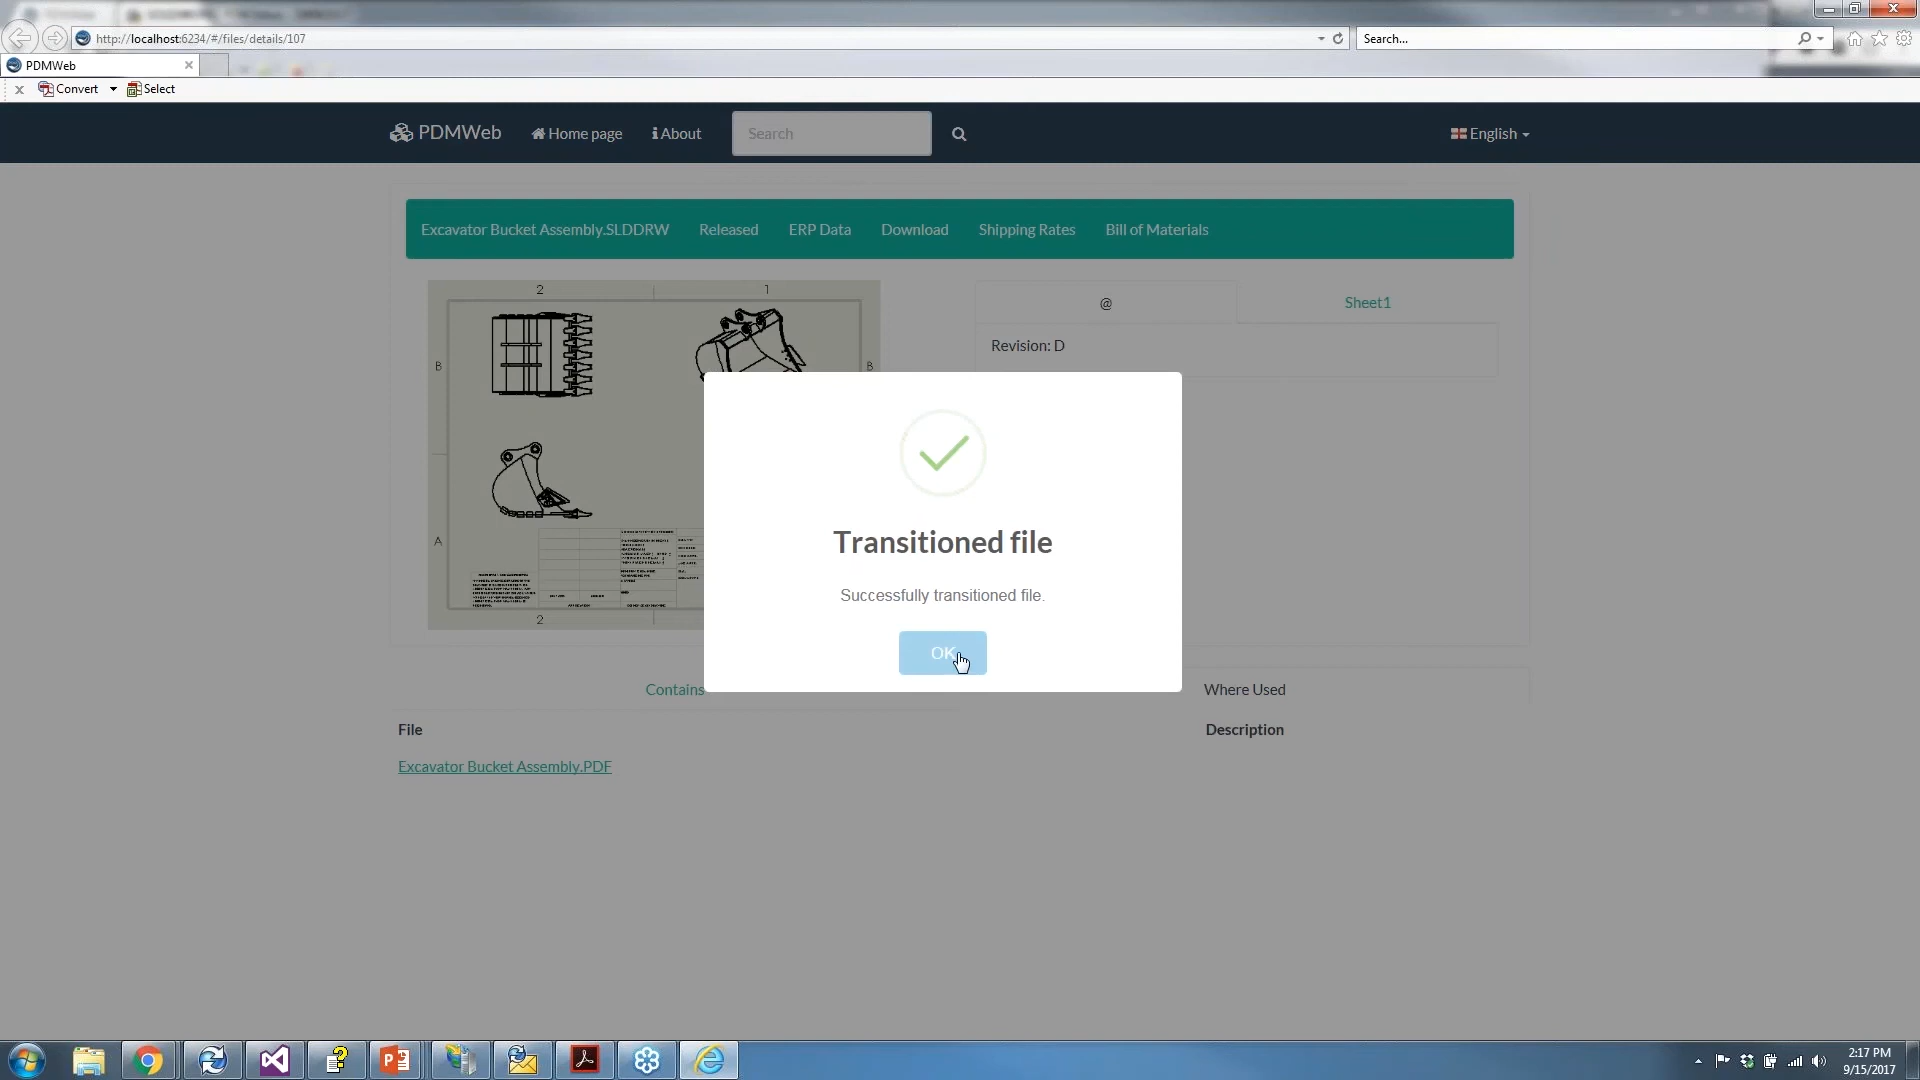 http://localhost:6234/#/files/details/107
Search...
PDMWeb
Convert
Select
PDMWeb
Home page
About
Search
English
Excavator Bucket Assembly.SLDDRW
Released
ERP Data
Download
Shipping Rates
Bill of Materials
2
1
@
Sheet1
B
B
Revision: D
Transitioned file
A
Successfully transitioned file.
2
OK
Contains
Where Used
File
Description
Excavator Bucket Assembly.PDF
2:17 PM
9/15/2017